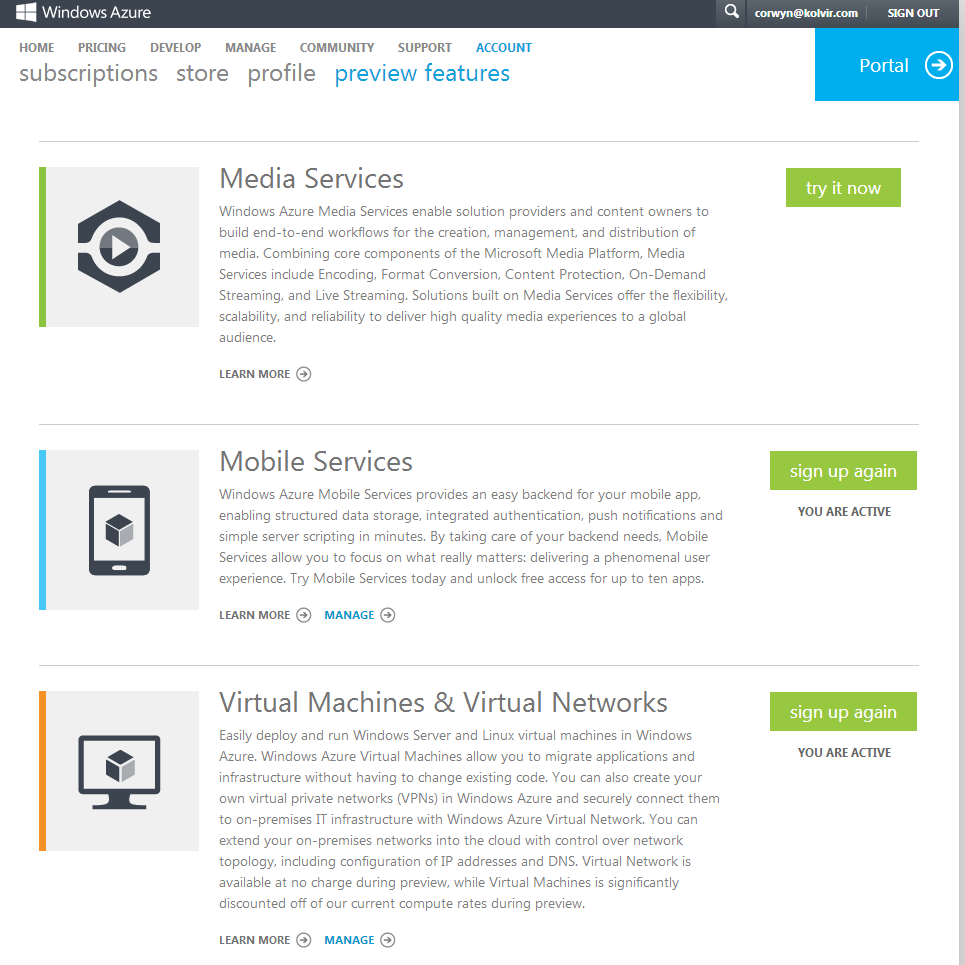 Windows Azure
corwyn@kolvir.com SIGN OUT
HOME PRICING DEVELOP MANAGE COMMUNITY SUPPORT ACCOUNT
subscriptions store profile preview features
Portal
Media Services
try it now
Windows Azure Media Services enable solution providers and content owners to
build end-to-end workflows for the creation, management, and distribution of
media. Combining core components of the Microsoft Media Platform, Media
Services include Encoding, Format Conversion, Content Protection, On-Demand
Streaming, and Live Streaming. Solutions built on Media Services offer the flexibility,
scalability, and reliability to deliver high quality media experiences to a global
audience.
LEARN MORE
Mobile Services
sign up again
YOU ARE ACTIVE
Windows Azure Mobile Services provides an easy backend for your mobile app,
enabling structured data storage, integrated authentication, push notifications and
simple server scripting in minutes. By taking care of your backend needs, Mobile
Services allow you to focus on what really matters: delivering a phenomenal user
experience. Try Mobile Services today and unlock free access for up to ten apps.
LEARN MORE MANAGE
Virtual Machines & Virtual Networks
sign up again
YOU ARE ACTIVE
Easily deploy and run Windows Server and Linux virtual machines in Windows
Azure. Windows Azure Virtual Machines allow you to migrate applications and
infrastructure without having to change existing code. You can also create your
own virtual private networks (VPNs) in Windows Azure and securely connect them
to on-premises IT infrastructure with Windows Azure Virtual Network. You can
extend your on-premises networks into the cloud with control over network
topology, including configuration of IP addresses and DNS. Virtual Network is
available at no charge during preview, while Virtual Machines is significantly
discounted off of our current compute rates during preview.
LEARN MORE MANAGE